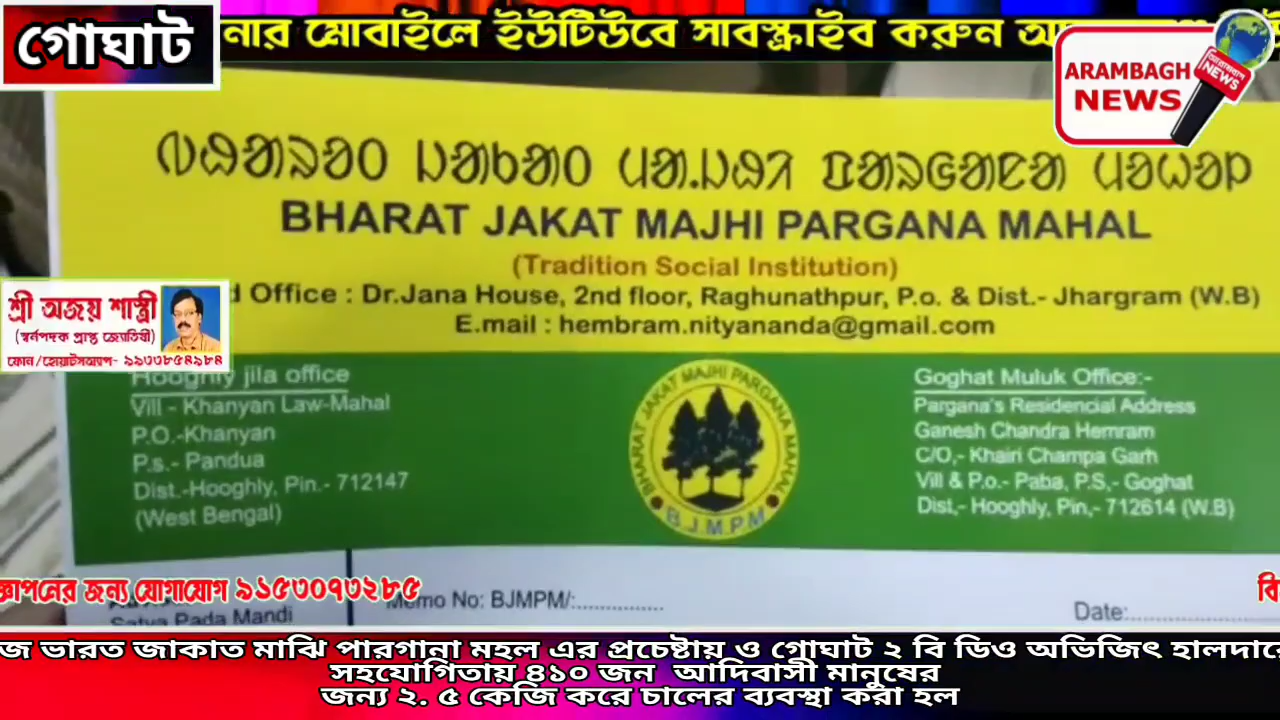 গোঘাট
নার মোবাইলে ইউটিউবে সাবস্ক্রাইব করুন
ARAMBAGH
NEWS
NEWS
BHARAT JAKAT MAJHI PARGANA MAHAL
(Tradition Social Institution)
Office : Dr.Jana House, 2nd floor, Raghunathpur, P.o. & Dist.- Jhargram (W.B)
E.mail : hembram.nityananda@gmail.com
শ্রী অজয় শাস্ত্রী
(স্বর্নপদক প্রাপ্ত জ্যোতিষী)
ফোন/হোয়াটসঅ্যাপ- ৯৯৩৩৮৫৪৯৮৪
Hooghly jila office
Vill - Khanyan Law-Mahal
P.O.-Khanyan
P.s.- Pandua
Dist.-Hooghly, Pin.- 712147
(West Bengal)
BHARAT JAKAT MAJHI PARGANA MAHAL
B.J.M.P.M
Goghat Muluk Office:-
Pargana's Residencial Address
Ganesh Chandra Hemram
C/O,- Khairi Champa Garh
Vill & P.o.- Paba, P.S,- Goghat
Dist,- Hooghly, Pin,- 712614 (W.B)
জ্ঞাপনের জন্য যোগাযোগ ৯১৫৩০৭৩২৮৫
বি
Memo No: BJMPM/:..............
Date:
Satya Pada Mandi
জ ভারত জাকাত মাঝি পারগানা মহল এর প্রচেষ্টায় ও গোঘাট ২ বি ডিও অভিজিৎ হালদারে
সহযোগিতায় ৪১০ জন আদিবাসী মানুষের
জন্য ২. ৫ কেজি করে চালের ব্যবস্থা করা হল